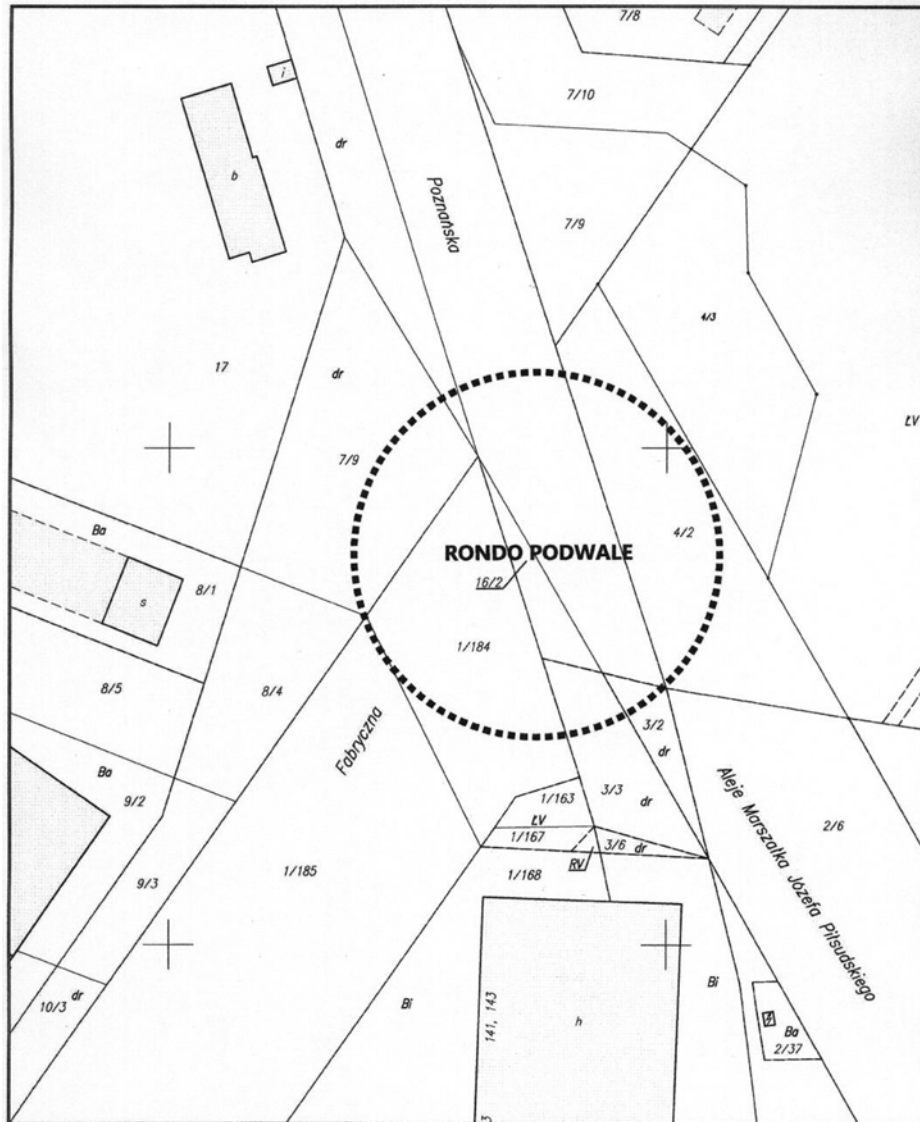 7/8
i
7/10
dr
b
Poznańska
7/9
4/3
17
dr
ŁV
7/9
Ba
4/2
RONDO PODWALE
16/2
8/1
s
1/184
8/5
8/4
Fabryczna
3/2
dr
Ba
Aleje Marszałka Józefa Piłsudskiego
9/2
1/163
3/3
dr
ŁV
2/6
1/167
3/6
dr
RV
1/185
1/168
9/3
Bi
Bi
10/3
dr
141, 143
h
Ba
2/37
3